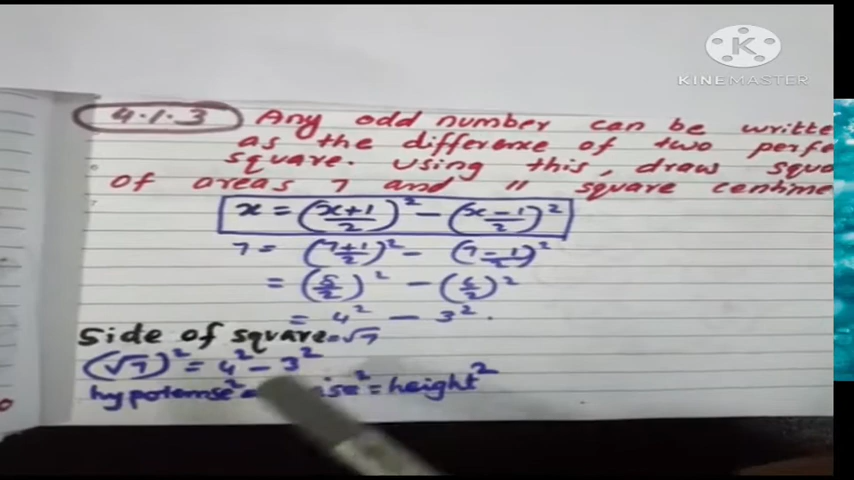 KINEMASTER
4.1.3 Any odd number can be writte
as the difference of two perfe
square. Using this, draw squa
of areas 7 and 11 square centime
x = (x+1/2)² - (x-1/2)²
7 = (7+1/2)² - (7-1/2)²
= (8/2)² - (6/2)²
= 4² - 3².
Side of square = √7
(√7)² = 4² - 3²
hypotenuse² = height²